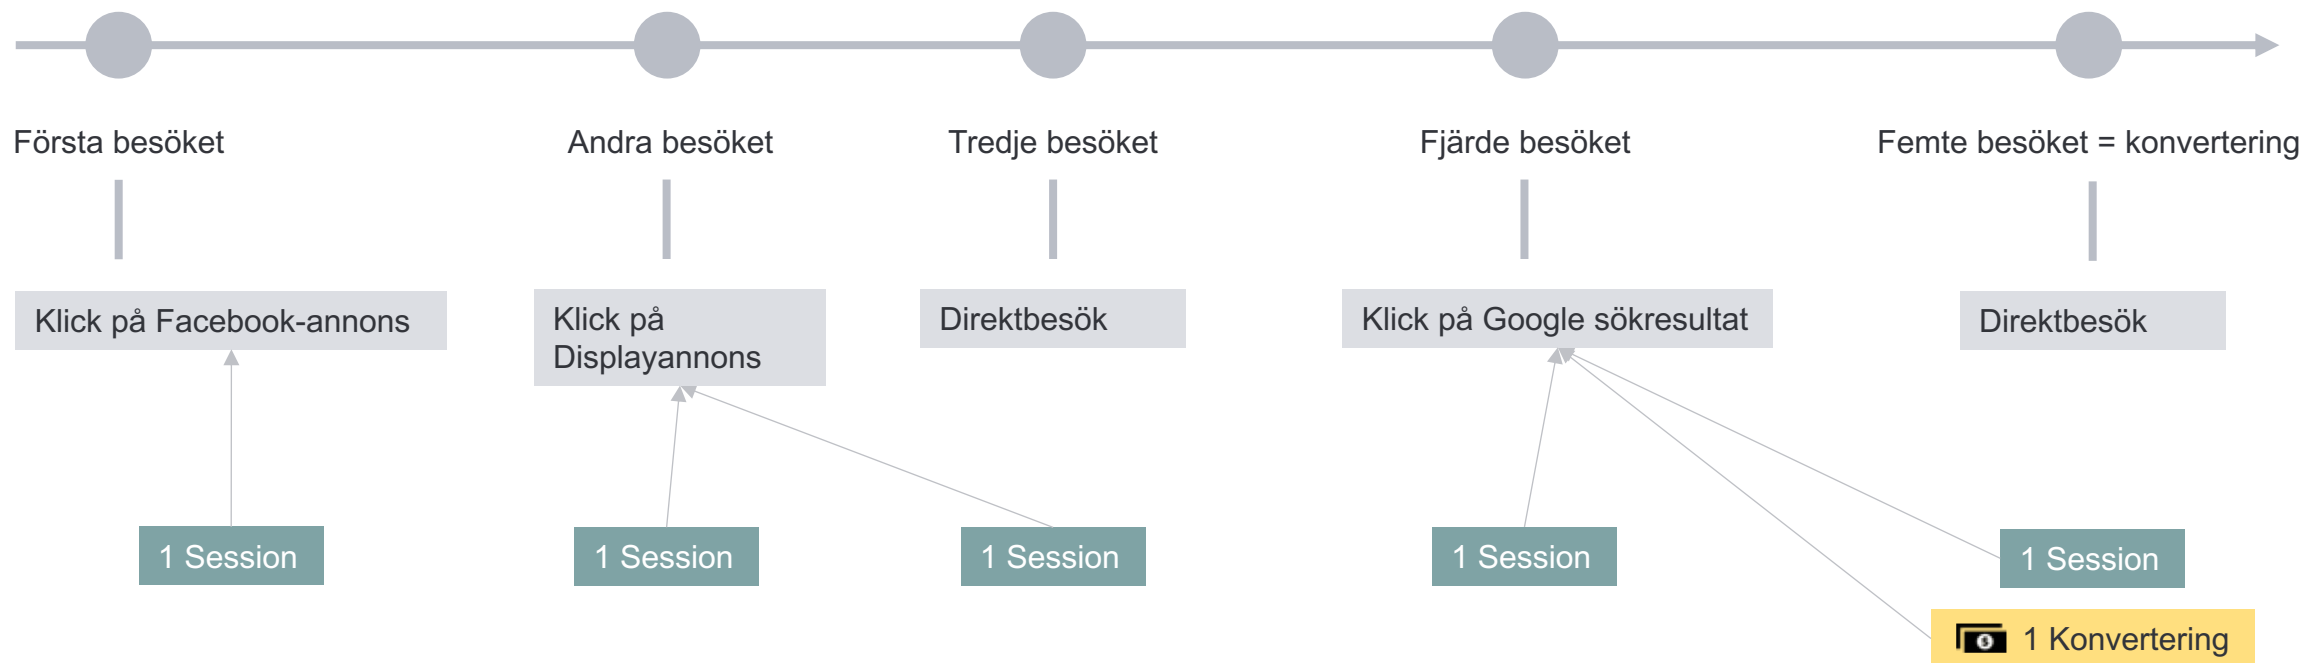 Första besöket
Andra besöket
Tredje besöket
Fjärde besöket
Femte besöket = konvertering
Klick på Facebook-annons
Klick på
Displayannons
Direktbesök
Klick på Google sökresultat
Direktbesök
1 Session
1 Session
1 Session
1 Session
1 Session
1 Konvertering